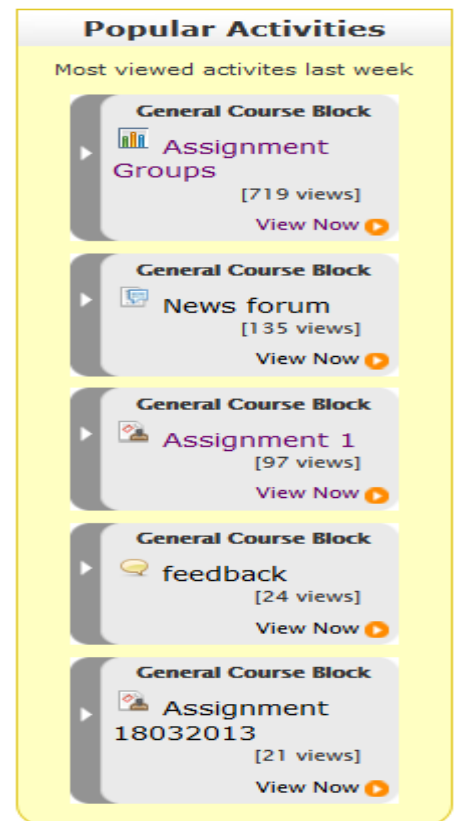 Popular Activities
Most viewed activites last week
General Course Block
Assignment
Groups
[719 views]
View Now
General Course Block
News forum
[135 views]
View Now
General Course Block
Assignment 1
[97 views]
View Now
General Course Block
feedback
[24 views]
View Now
General Course Block
Assignment
18032013
[21 views]
View Now